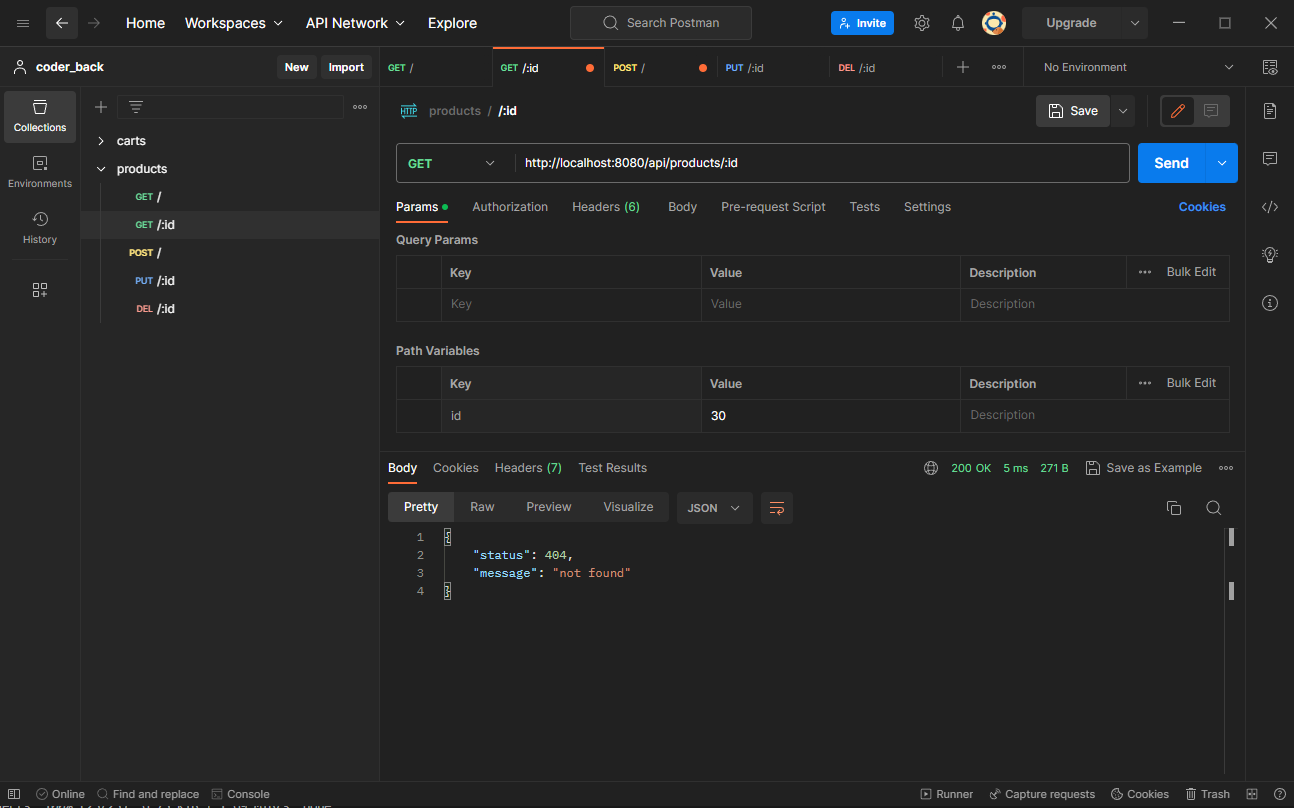 Home Workspaces API Network Explore Search Postman Invite Upgrade
coder_back New Import GET / GET /:id POST / PUT /:id DEL /:id No Environment
Collections
Environments
History
carts
products
GET /
GET /:id
POST /
PUT /:id
DEL /:id
HTTP products / /:id Save
GET http://localhost:8080/api/products/:id Send
Params Authorization Headers (6) Body Pre-request Script Tests Settings Cookies
Query Params
Key Value Description Bulk Edit
Key Value Description
Path Variables
Key Value Description Bulk Edit
id 30 Description
Body Cookies Headers (7) Test Results 200 OK 5 ms 271 B Save as Example
Pretty Raw Preview Visualize JSON
1 {
2 "status": 404,
3 "message": "not found"
4 }
Online Find and replace Console Runner Capture requests Cookies Trash